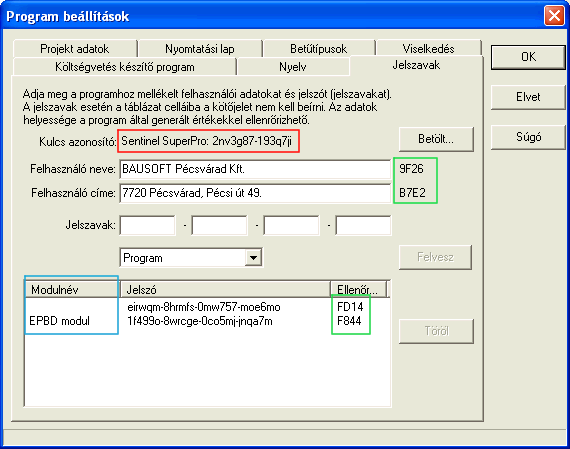 Program beállítások
Projekt adatok
Nyomtatási lap
Betűtípusok
Viselkedés
Költségvetés készítő program
Nyelv
Jelszavak
OK
Elvet
Súgó
Adja meg a programhoz mellékelt felhasználói adatokat és jelszót (jelszavakat).
A jelszavak esetén a táblázat celláiba a kötőjelet nem kell beírni. Az adatok
helyessége a program által generált értékekkel ellenőrizhető.
Kulcs azonosító: Sentinel SuperPro: 2nv3g87-193q7ji
Betölt...
Felhasználó neve: BAUSOFT Pécsvárad Kft. 9F26
Felhasználó címe: 7720 Pécsvárad, Pécsi út 49. B7E2
Jelszavak: - - -
Program
Felvesz
Modulnév Jelszó Ellenőr...
eirwqm-8hrmfs-0mw757-moe6mo FD14
EPBD modul 1f499o-8wrcge-0co5mj-jnqa7m F844
Töröl